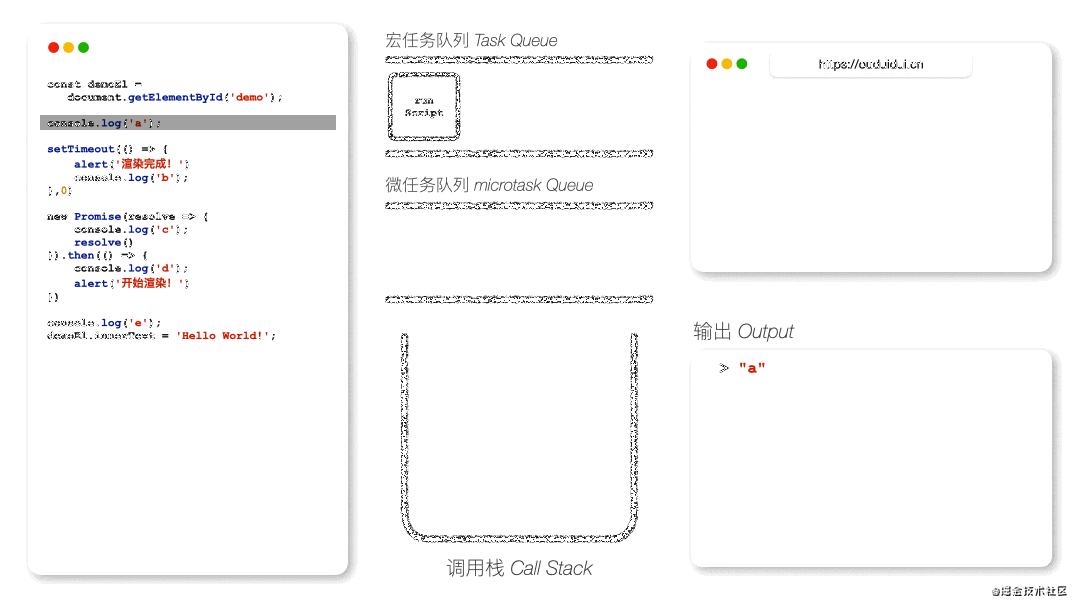 const demoEl =
document.getElementById('demo');
console.log('a');
setTimeout(() => {
alert('渲染完成！')
console.log('b');
},0)
new Promise(resolve => {
console.log('c');
resolve()
}).then(() => {
console.log('d');
alert('开始渲染！')
})
console.log('e');
demoEl.innerText = 'Hello World!';
宏任务队列 Task Queue
run
Script
微任务队列 microtask Queue
调用栈 Call Stack
https://ouduidui.cn
输出 Output
> "a"
@掘金技术社区